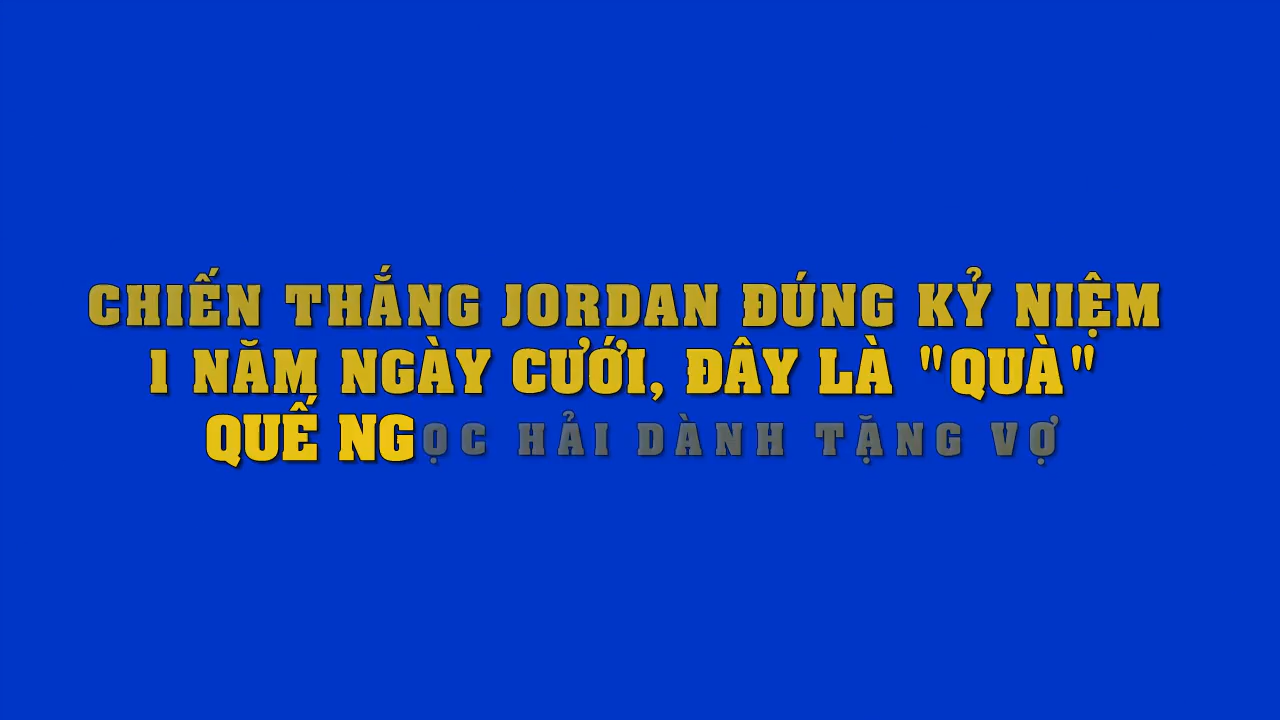 CHIẾN THẮNG JORDAN ĐÚNG KỶ NIỆM
1 NĂM NGÀY CƯỚI, ĐÂY LÀ "QUÀ"
QUẾ NGỌC HẢI DÀNH TẶNG VỢ